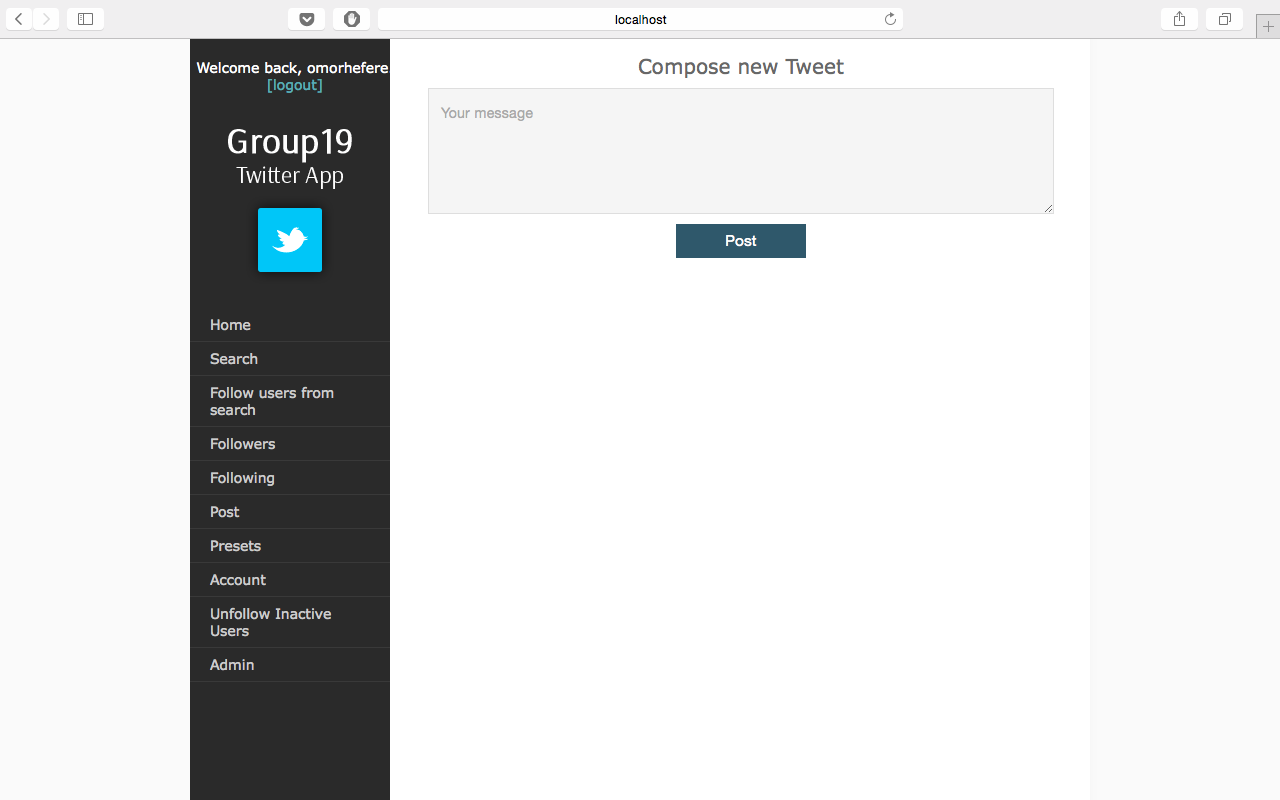 localhost
Welcome back, omorhefere
[logout]
Group19
Twitter App
Home
Search
Follow users from
search
Followers
Following
Post
Presets
Account
Unfollow Inactive
Users
Admin
Compose new Tweet
Your message
Post